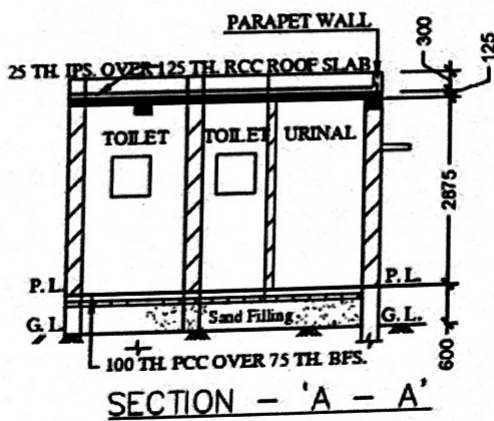 PARAPET WALL
25 TH. IPS. OVER 125 TH. RCC ROOF SLAB
300
125
TOILET TOILET URINAL
2875
P. L. P. L.
G. L. Sand Filling G. L.
600
100 TH. PCC OVER 75 TH. BFS.
SECTION - 'A - A'